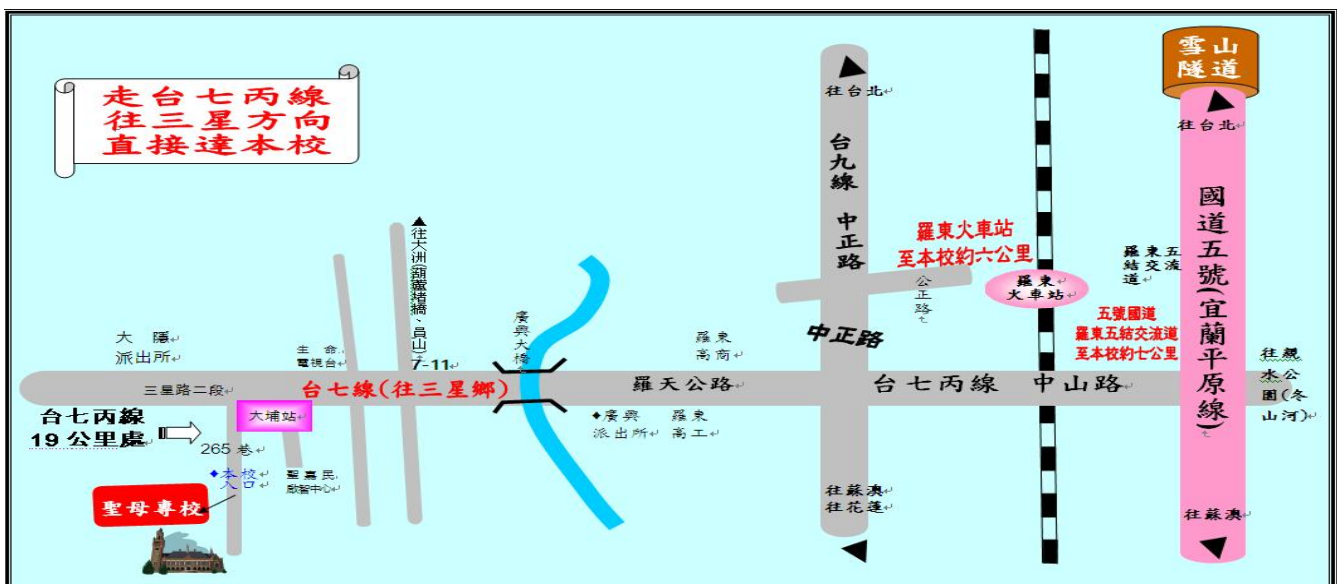 走台七丙線
往三星方向
直接達本校
雪山
隧道
往台北
往台北
台九線 中正路
國道五號(宜蘭平原線)
羅東火車站
至本校約六公里
公正路
羅東
火車站
羅東五
結交流
道
五號國道
羅東五結交流道
至本校約七公里
往親
水公
園(冬
山河)
▲往大洲葫蘆堵橋、員山
廣興大橋
大隱
派出所
生命
電視台
7-11
羅東
高商
中正路
三星路二段
台七線(往三星鄉)
羅天公路
台七丙線 中山路
台七丙線
19公里處
大埔站
◆廣興
派出所
羅東
高工
265巷
◆本校
入口
聖嘉民
啟智中心
聖母專校
往蘇澳
往花蓮
往蘇澳